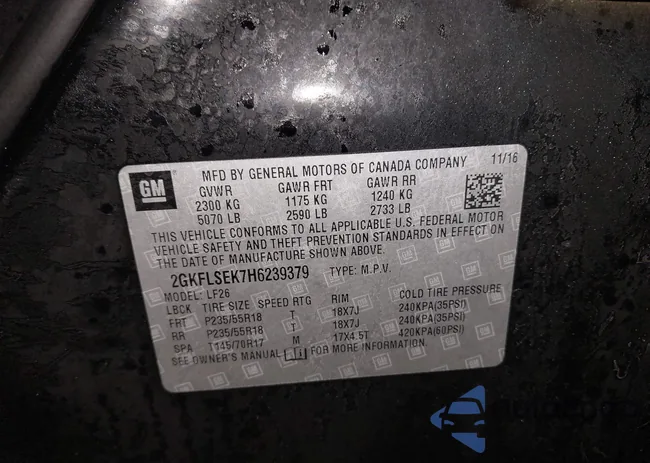 MFD BY GENERAL MOTORS OF CANADA COMPANY 11/16
GM
GVWR GAWR FRT GAWR RR
2300 KG 1175 KG 1240 KG
5070 LB 2590 LB 2733 LB
THIS VEHICLE CONFORMS TO ALL APPLICABLE U.S. FEDERAL MOTOR
VEHICLE SAFETY AND THEFT PREVENTION STANDARDS IN EFFECT ON
THE DATE OF MANUFACTURE SHOWN ABOVE.
2GKFLSEK7H6239379 TYPE: M.P.V.
MODEL: LF26
LBCK TIRE SIZE SPEED RTG RIM COLD TIRE PRESSURE
FRT P235/55R18 T 18X7J 240KPA(35PSI)
RR P235/55R18 T 18X7J 240KPA(35PSI)
SPA T145/70R17 M 17X4.5T 420KPA(60PSI)
SEE OWNER'S MANUAL FOR MORE INFORMATION.